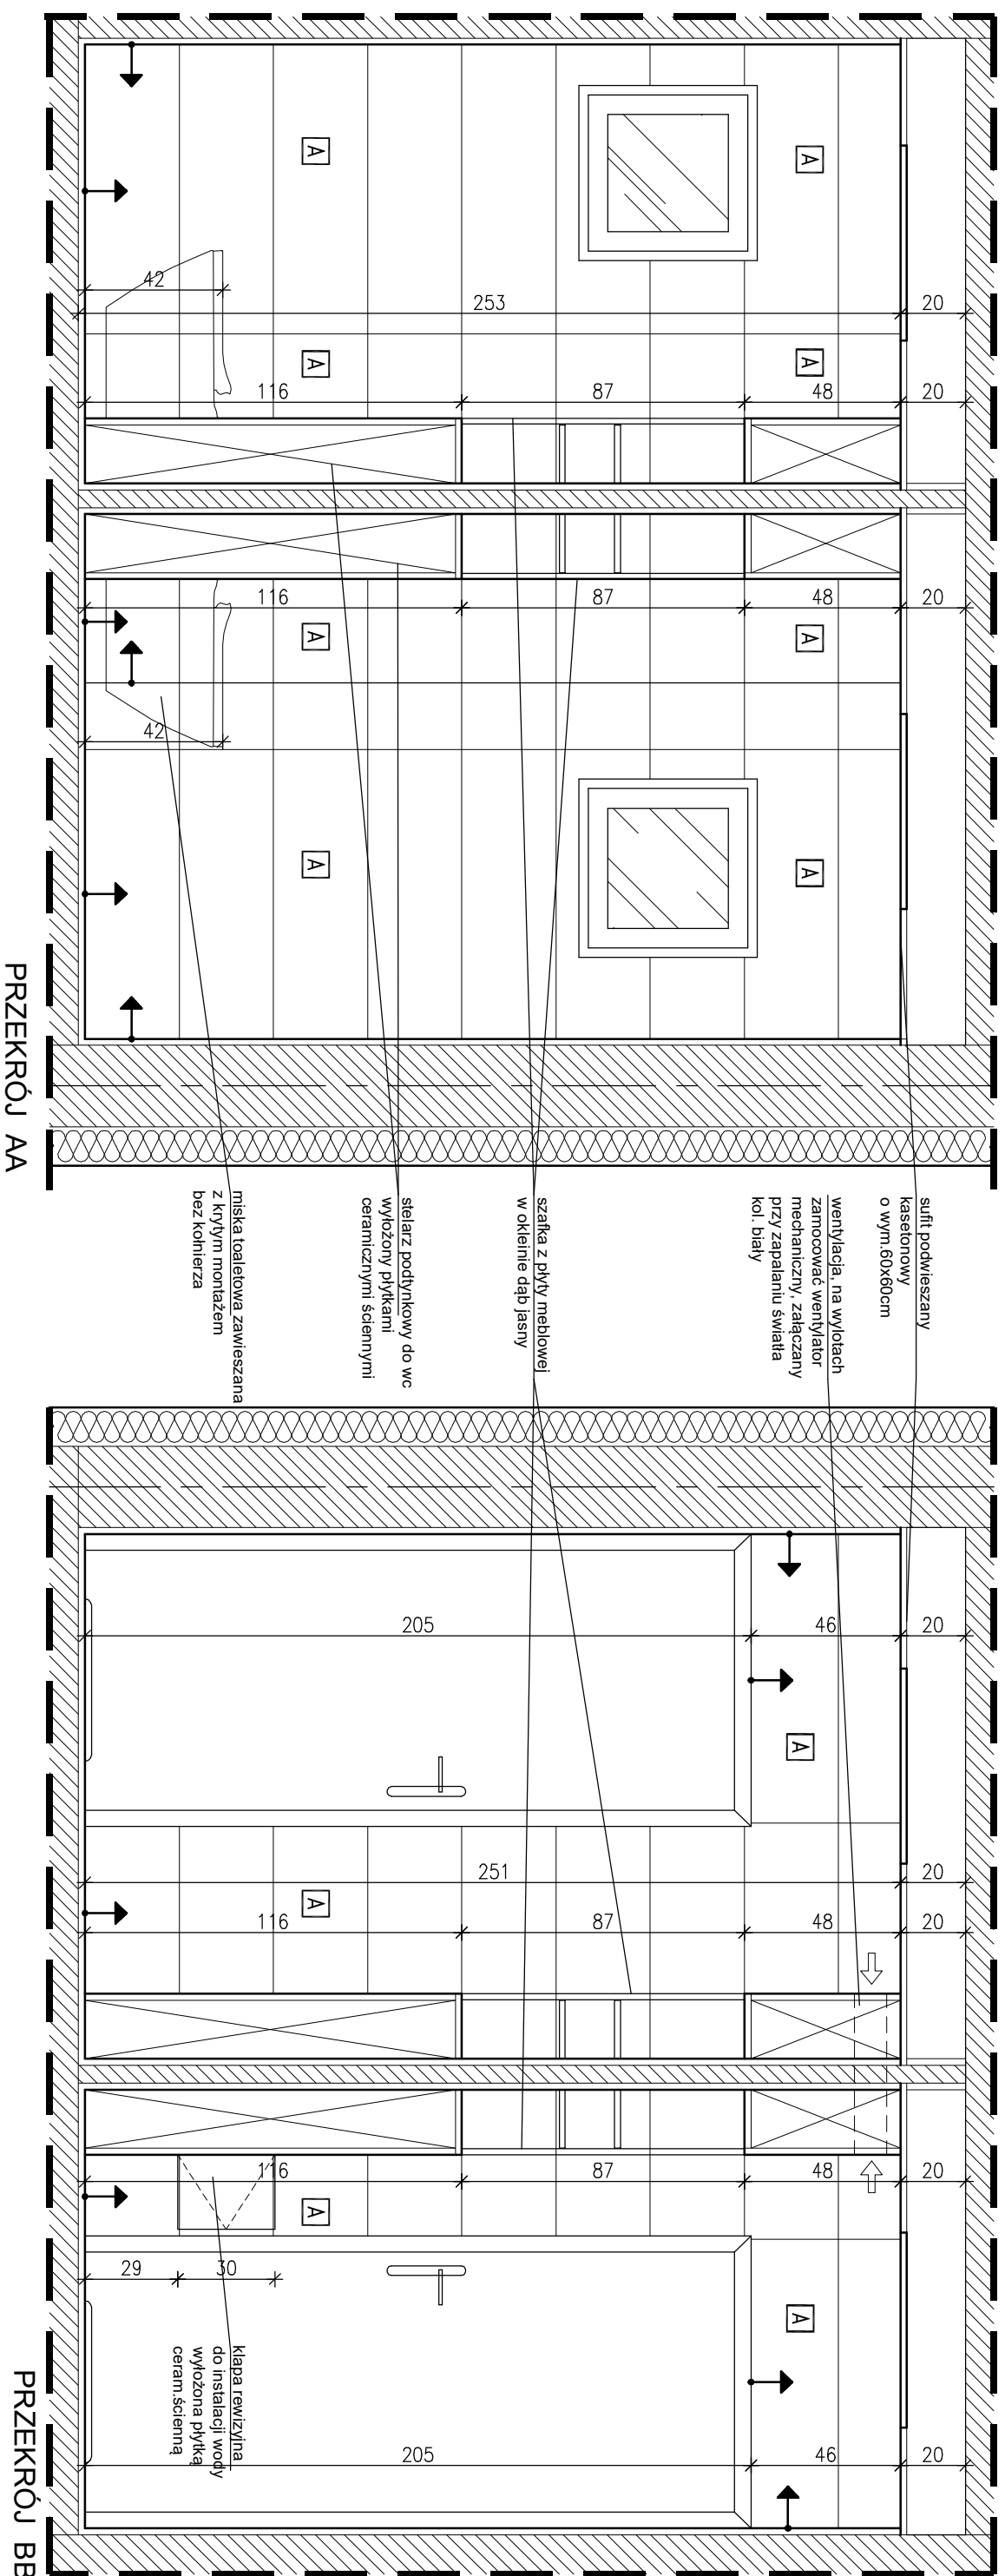 A
A
42
253
20
A
A
116
87
48
20
116
87
48
20
A
A
42
A
A
sufit podwieszany
kasetonowy
o wym.60x60cm
wentylacja, na wylotach
zamocować wentylator
mechaniczny, załączany
przy zapalaniu światła
kol. biały
szafka z płyty meblowej
w okleinie dąb jasny
stelarz podtynkowy do wc
wyłożony płytkami
ceramicznymi ściennymi
miska toaletowa zawieszana
z krytym montażem
bez kołnierza
PRZEKRÓJ AA
205
46
20
A
251
20
A
116
87
48
20
116
87
48
20
A
29
30
A
klapa rewizyjna
do instalacji wody
wyłożona płytką
ceram.ścienną
205
46
20
PRZEKRÓJ BB